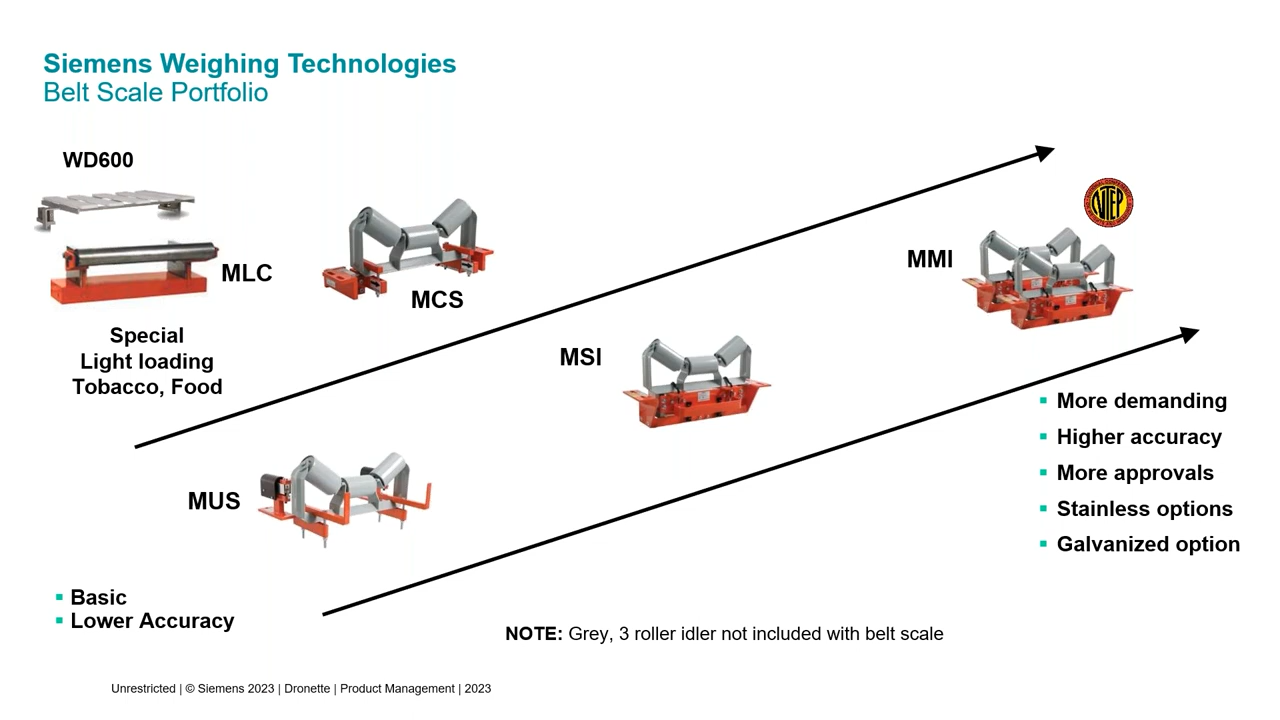 Siemens Weighing Technologies
Belt Scale Portfolio
WD600
MLC
MCS
Special
Light loading
Tobacco, Food
NTEP
MMI
MSI
MUS
More demanding
Higher accuracy
More approvals
Stainless options
Galvanized option
Basic
Lower Accuracy
NOTE: Grey, 3 roller idler not included with belt scale
Unrestricted | © Siemens 2023 | Dronette | Product Management | 2023